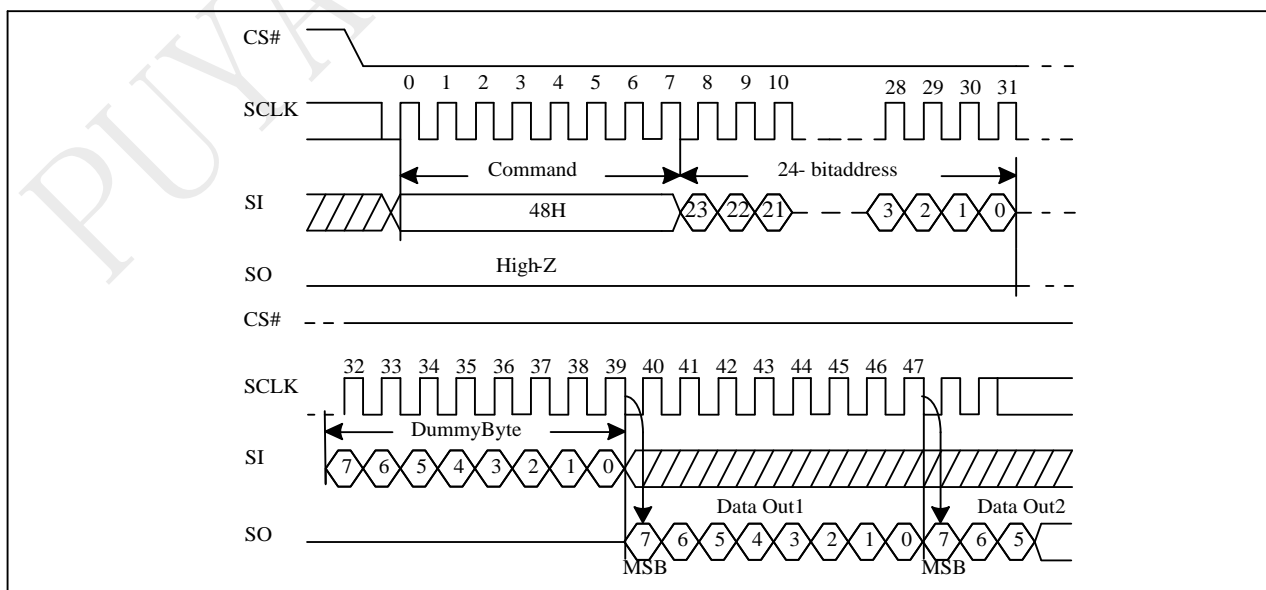 PUYA
CS#
0 1 2 3 4 5 6 7 8 9 10 28 29 30 31
SCLK
Command 24- bitaddress
SI
48H 23 22 21 3 2 1 0
High-Z
SO
CS#
32 33 34 35 36 37 38 39 40 41 42 43 44 45 46 47
SCLK
DummyByte
SI
7 6 5 4 3 2 1 0
Data Out1 Data Out2
SO
7 6 5 4 3 2 1 0 7 6 5
MSB MSB